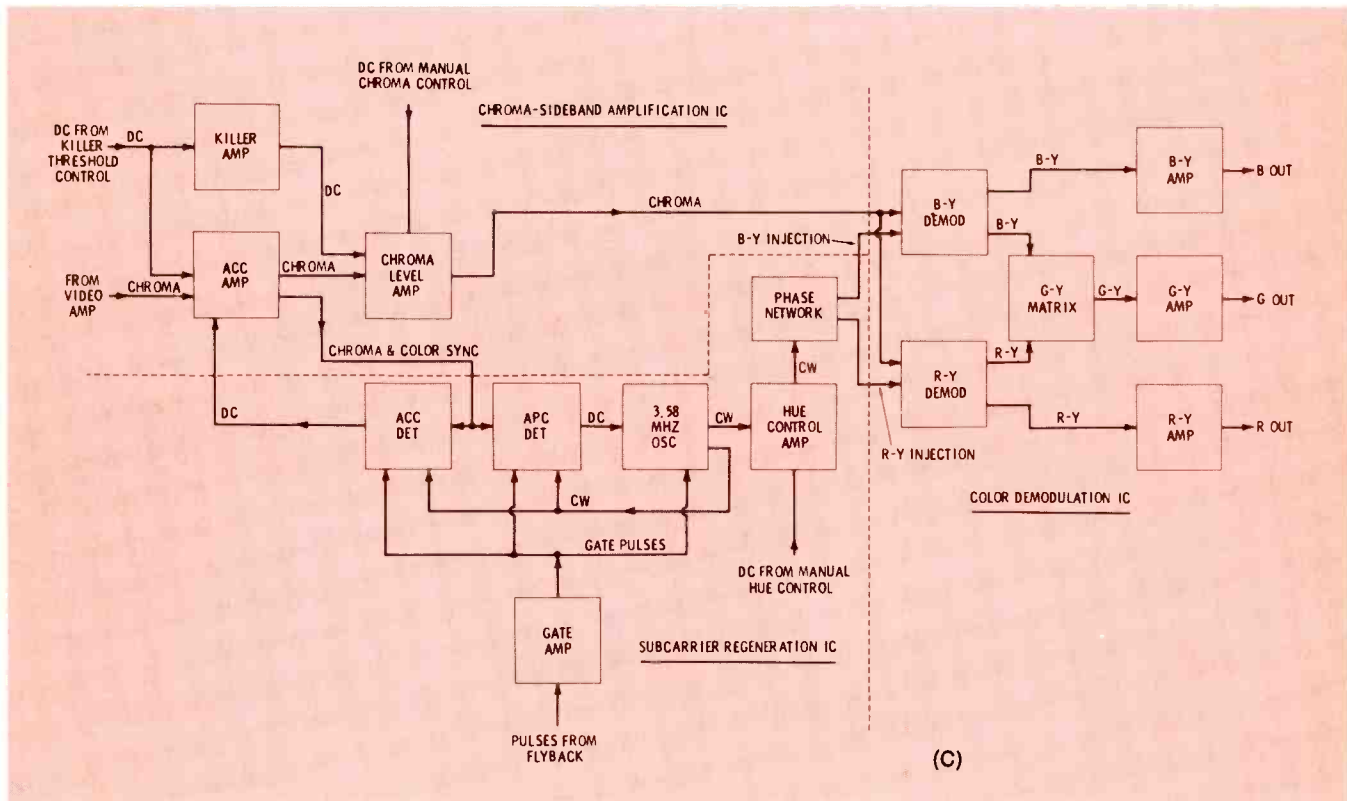 DC FROM MANUAL
CHROMA CONTROL
CHROMA-SIDEBAND AMPLIFICATION IC
DC FROM
KILLER
THRESHOLD
CONTROL
DC
KILLER
AMP
DC
B-Y
B-Y
AMP
B OUT
CHROMA
B-Y
DEMOD
B-Y
B-Y INJECTION
FROM
VIDEO
AMP
CHROMA
ACC
AMP
CHROMA
CHROMA
LEVEL
AMP
PHASE
NETWORK
G-Y
MATRIX
G-Y
G-Y
AMP
G OUT
CHROMA & COLOR SYNC
CW
R-Y
DEMOD
R-Y
R-Y
R-Y
AMP
R OUT
DC
ACC
DET
APC
DET
DC
3.58
MHZ
OSC
CW
HUE
CONTROL
AMP
R-Y INJECTION
CW
COLOR DEMODULATION IC
GATE PULSES
DC FROM MANUAL
HUE CONTROL
GATE
AMP
SUBCARRIER REGENERATION IC
PULSES FROM
FLYBACK
(C)